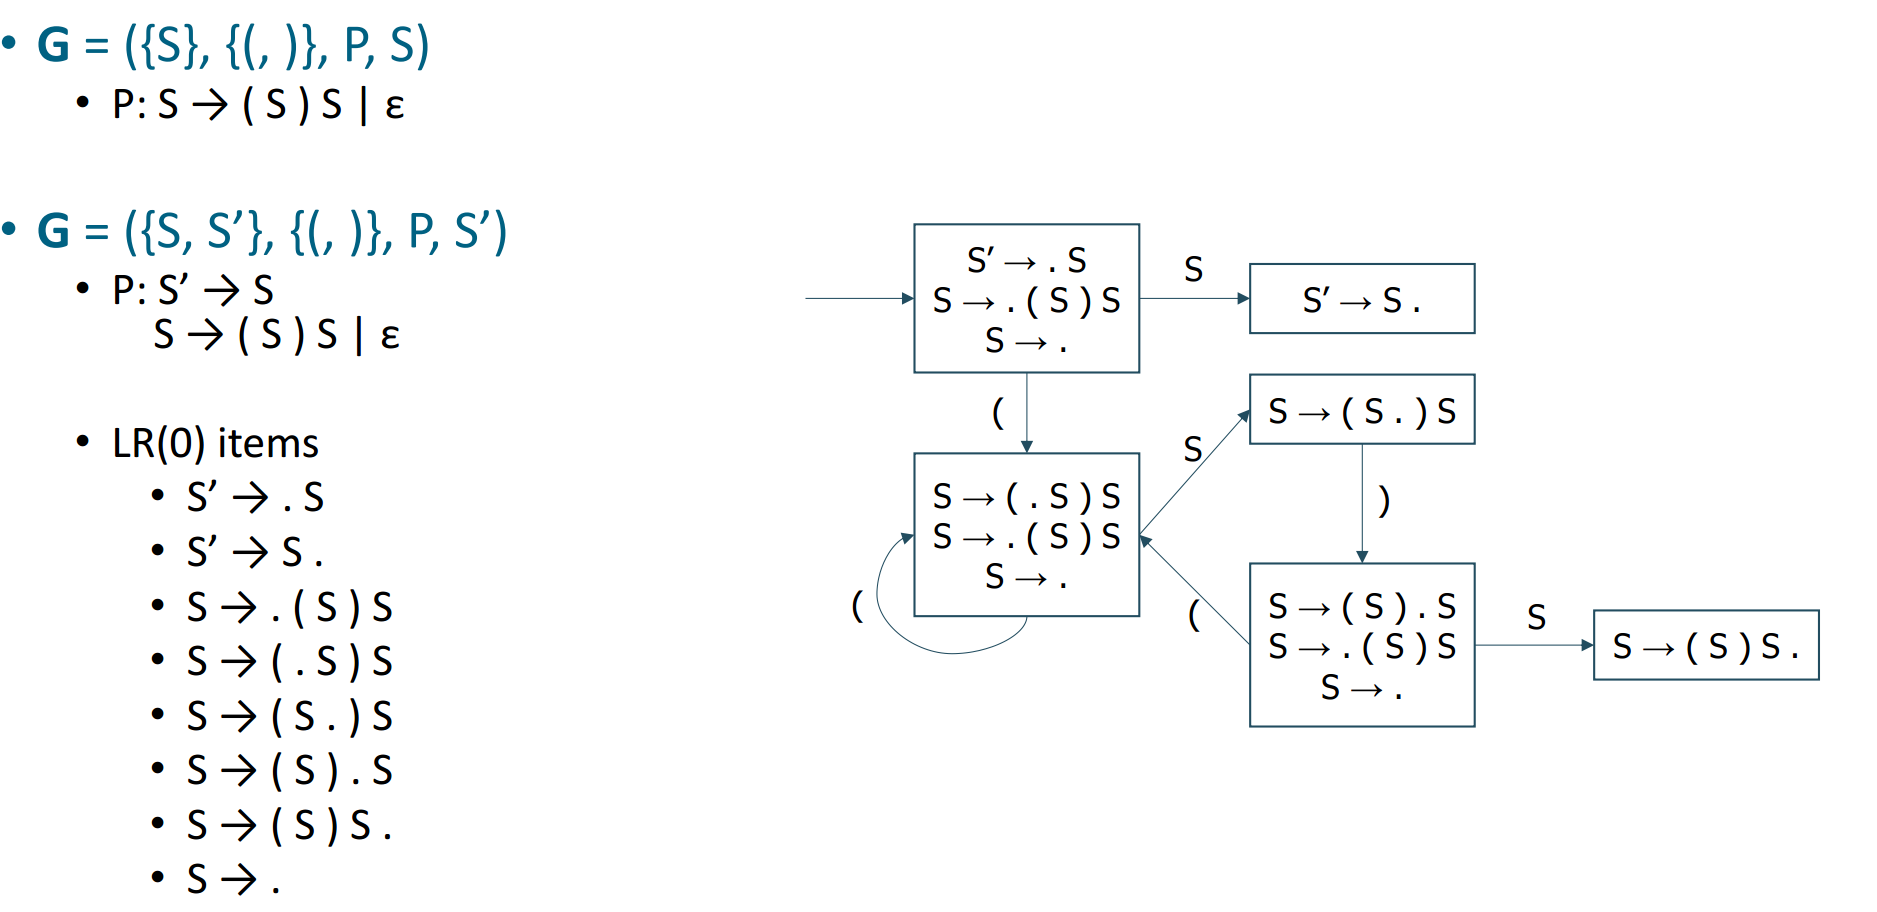 • G = ({S}, {(, )}, P, S)
• P: S → ( S ) S | ε
• G = ({S, S’}, {(, )}, P, S’)
• P: S’ → S
S → ( S ) S | ε
• LR(0) items
• S’ → . S
• S’ → S .
• S → . ( S ) S
• S → ( . S ) S
• S → ( S . ) S
• S → ( S ) . S
• S → ( S ) S .
• S → .
S’ → . S
S → . ( S ) S
S → .
S
S’ → S .
(
S → ( . S ) S
S → . ( S ) S
S → .
(
S
S → ( S . ) S
)
(
S → ( S ) . S
S → . ( S ) S
S → .
S
S → ( S ) S .